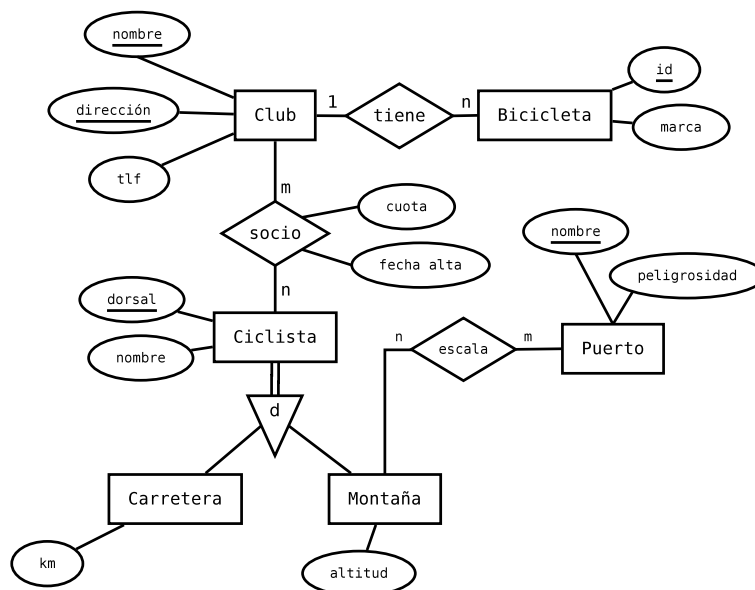 nombre
id
dirección
Club
1
tiene
n
Bicicleta
marca
tlf
m
cuota
socio
nombre
fecha alta
peligrosidad
n
dorsal
Ciclista
nombre
n
escala
m
Puerto
d
Carretera
Montaña
km
altitud